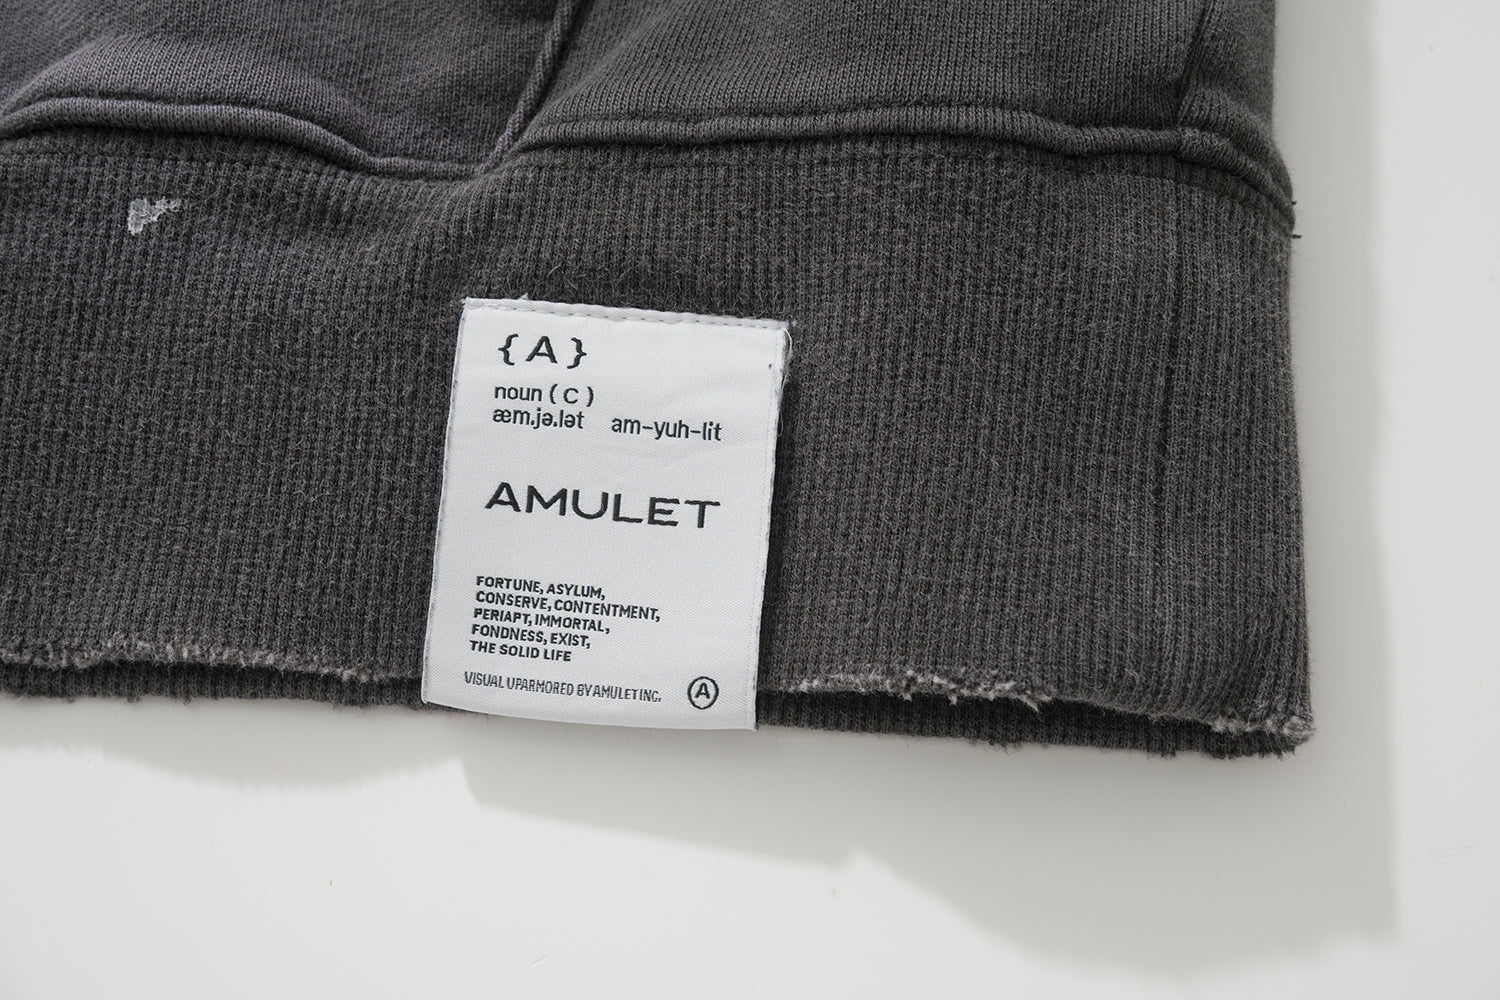 {A}
noun (C)
æm.jə.lət am-yuh-lit
AMULET
FORTUNE, ASYLUM,
CONSERVE, CONTENTMENT,
PERIAPT, IMMORTAL,
FONDNESS, EXIST,
THE SOLID LIFE
VISUAL UPARMORED BY AMULET INC. A